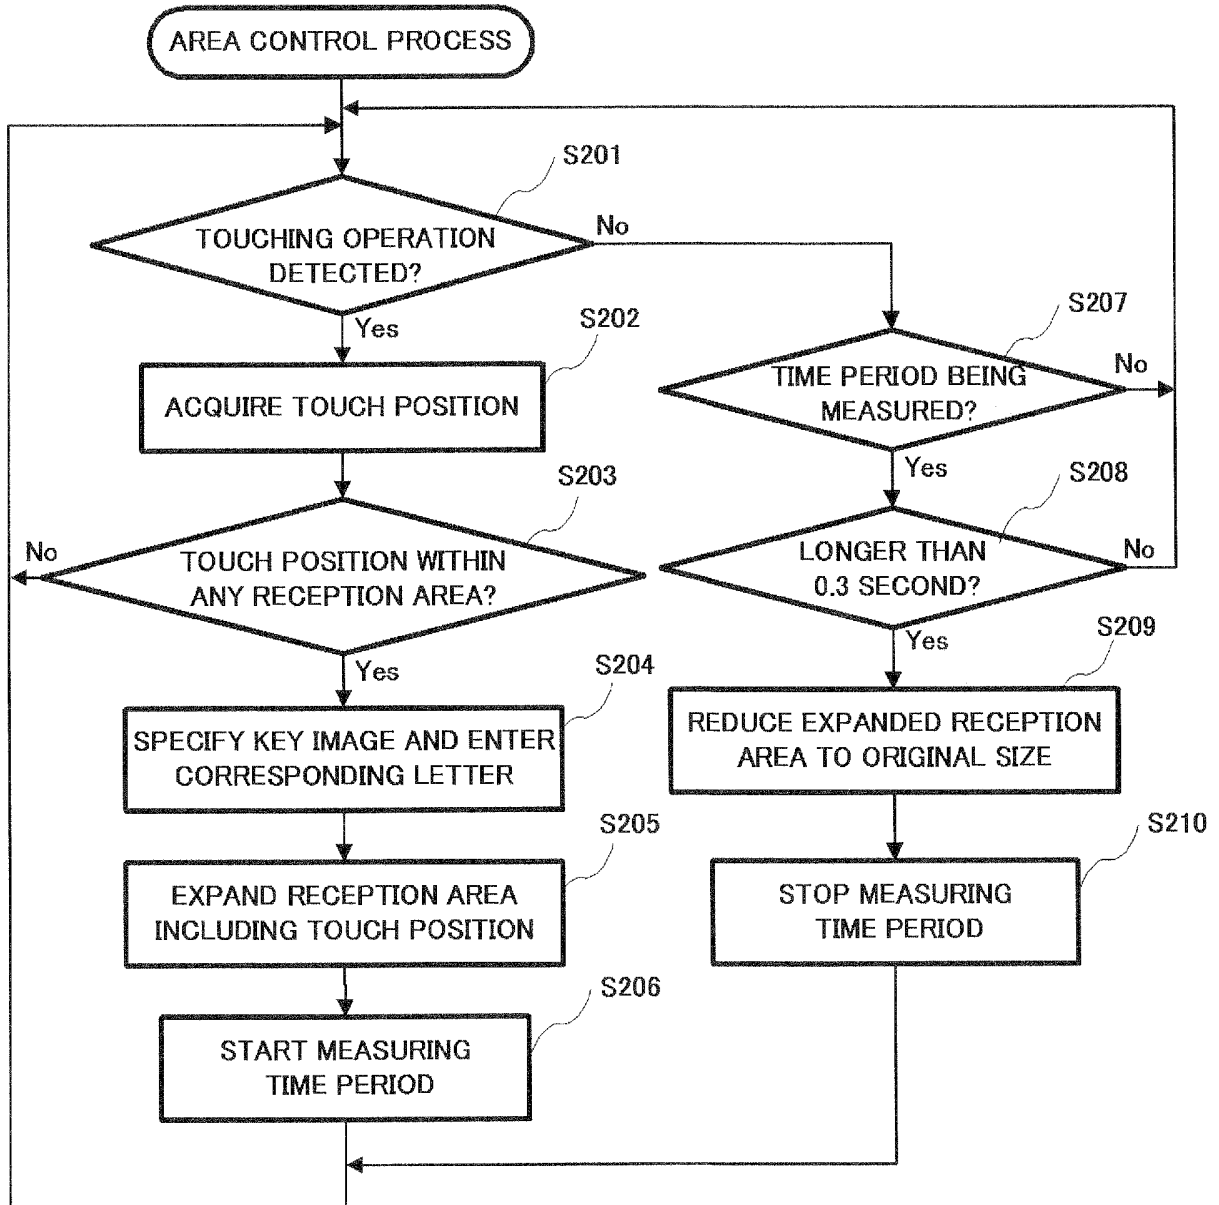 AREA CONTROL PROCESS
S201
TOUCHING OPERATION
DETECTED?
No
Yes
S202
ACQUIRE TOUCH POSITION
S203
TOUCH POSITION WITHIN
ANY RECEPTION AREA?
No
Yes
S204
SPECIFY KEY IMAGE AND ENTER
CORRESPONDING LETTER
S205
EXPAND RECEPTION AREA
INCLUDING TOUCH POSITION
S206
START MEASURING
TIME PERIOD
S207
TIME PERIOD BEING
MEASURED?
No
Yes
S208
LONGER THAN
0.3 SECOND?
No
Yes
S209
REDUCE EXPANDED RECEPTION
AREA TO ORIGINAL SIZE
S210
STOP MEASURING
TIME PERIOD